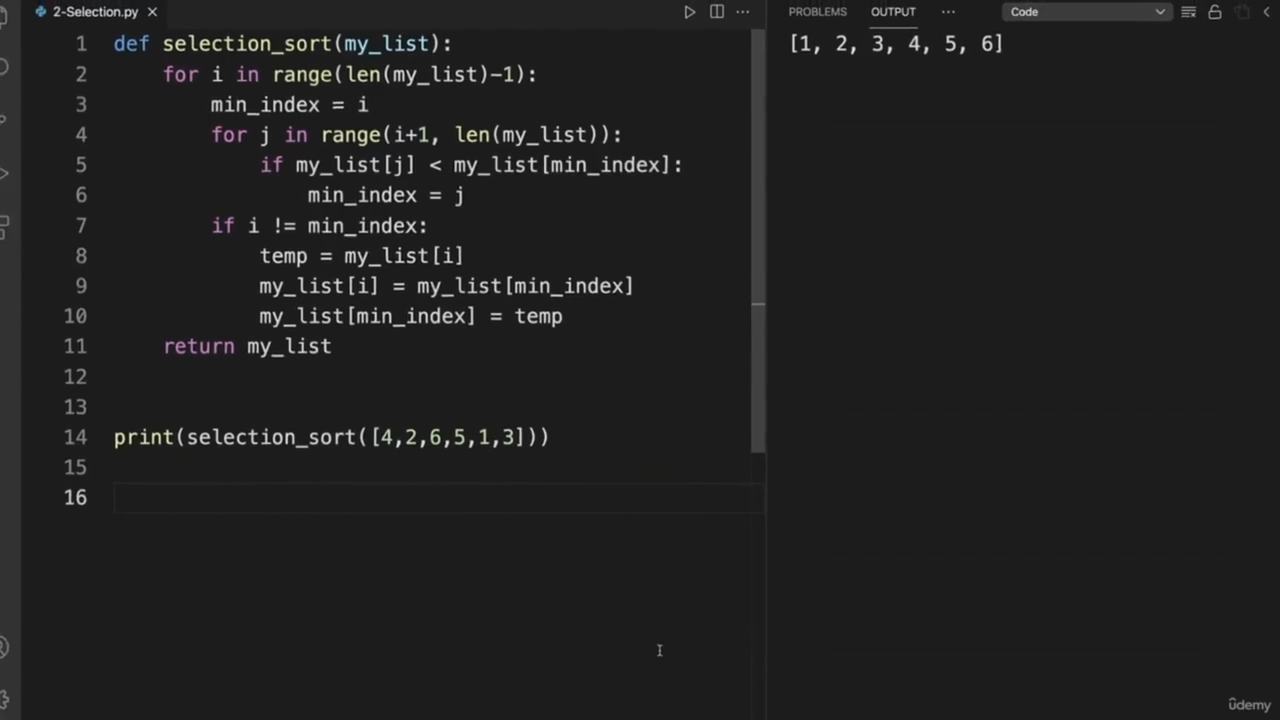 2-Selection.py
1 def selection_sort(my_list):
2     for i in range(len(my_list)-1):
3         min_index = i
4         for j in range(i+1, len(my_list)):
5             if my_list[j] < my_list[min_index]:
6                 min_index = j
7         if i != min_index:
8             temp = my_list[i]
9             my_list[i] = my_list[min_index]
10             my_list[min_index] = temp
11     return my_list
12
13
14 print(selection_sort([4,2,6,5,1,3]))
15
16
PROBLEMS OUTPUT ... Code
[1, 2, 3, 4, 5, 6]
ûdemy